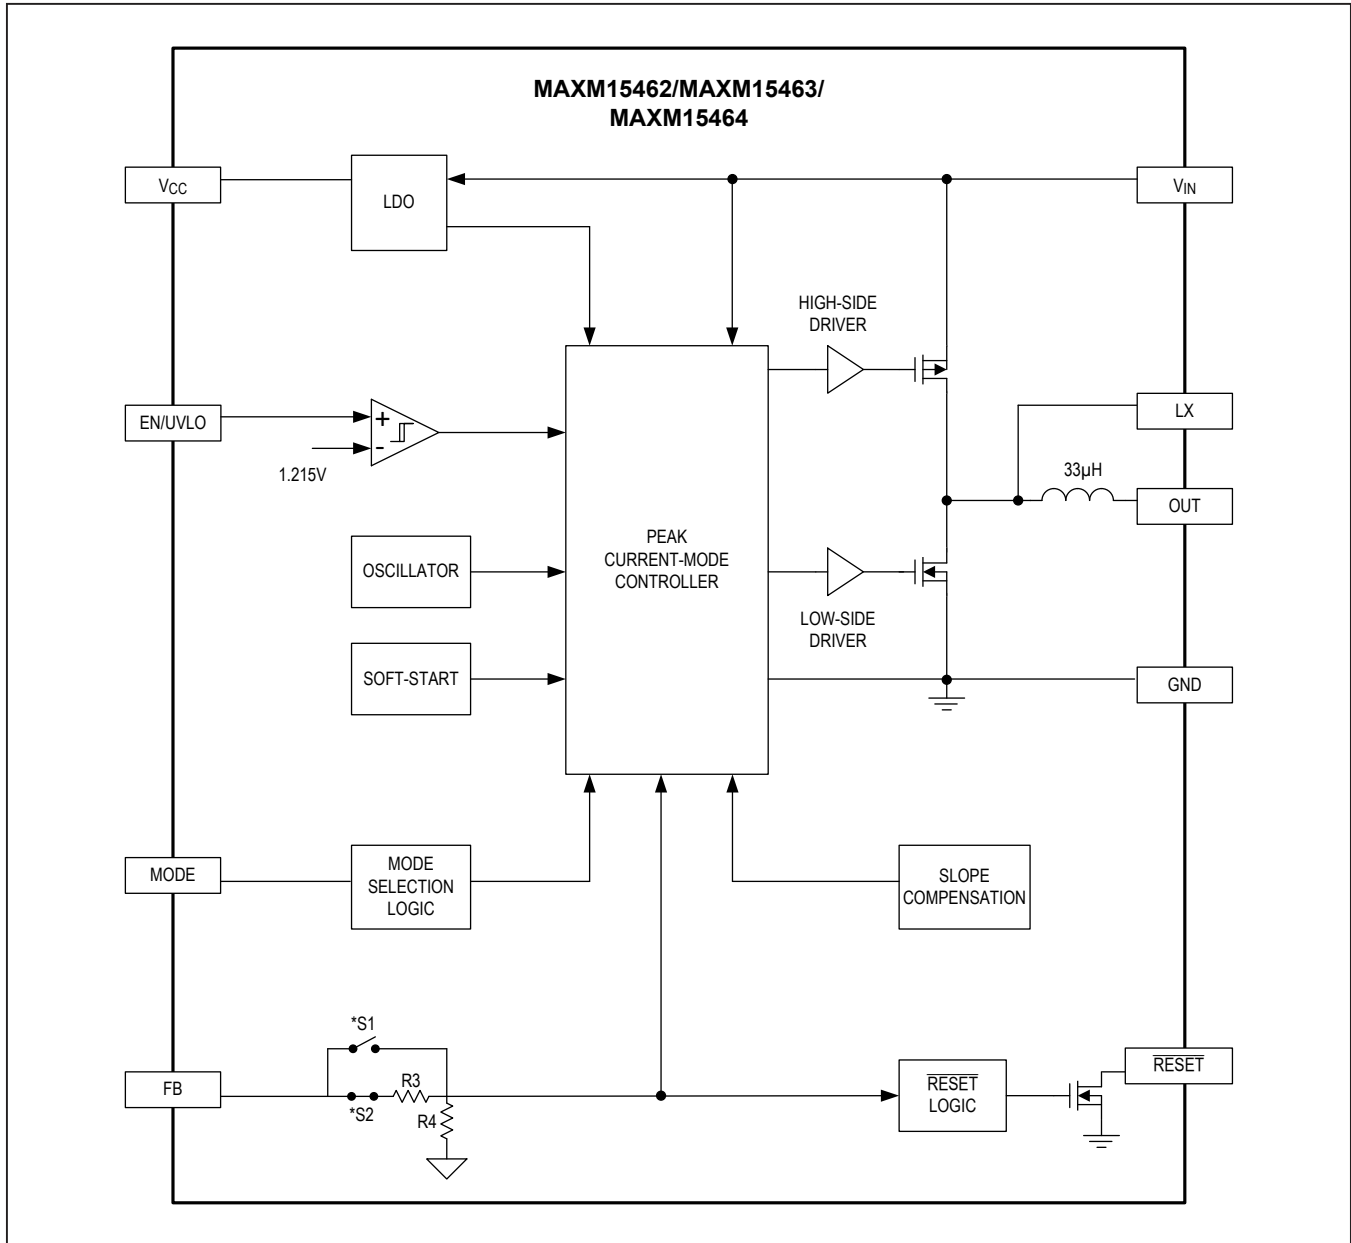 MAXM15462/MAXM15463/
MAXM15464
VCC
LDO
VIN
HIGH-SIDE
DRIVER
EN/UVLO
+
-
1.215V
LX
33µH
OUT
PEAK
CURRENT-MODE
CONTROLLER
OSCILLATOR
LOW-SIDE
DRIVER
SOFT-START
GND
MODE
MODE
SELECTION
LOGIC
SLOPE
COMPENSATION
*S1
FB
R3
*S2
R4
RESET
LOGIC
RESET